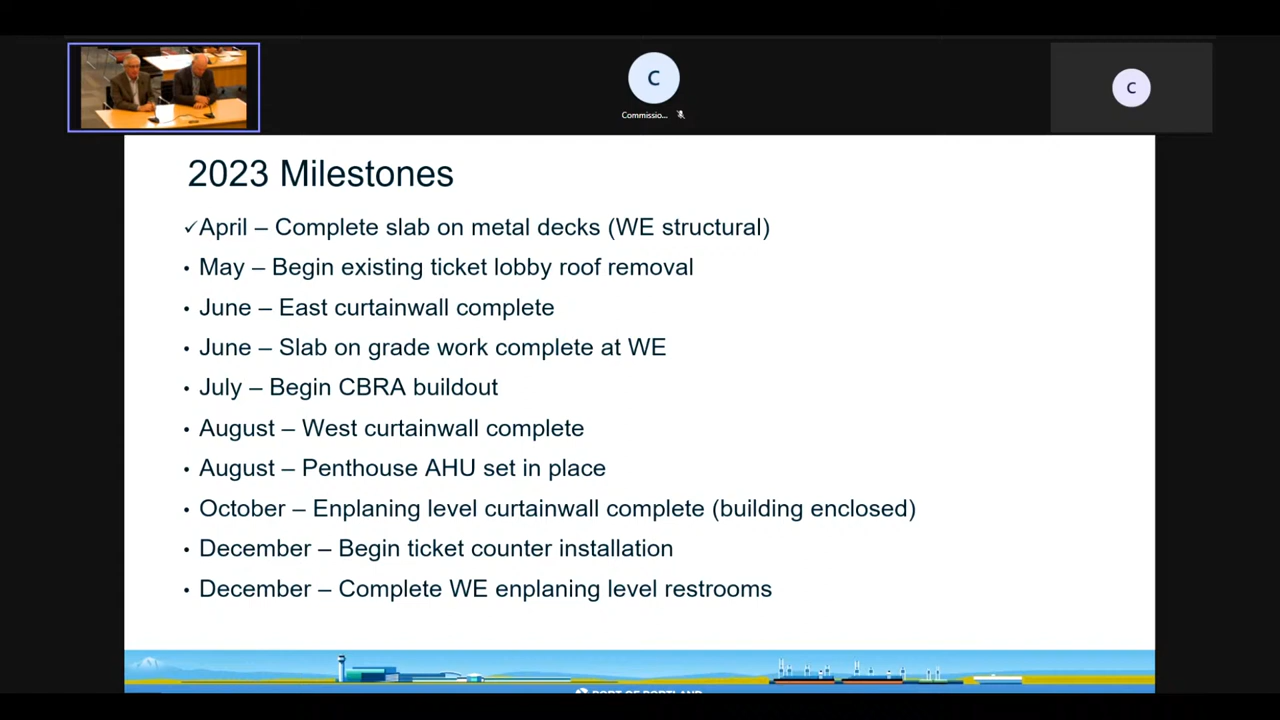 C
Commissio...
C
2023 Milestones
✓April – Complete slab on metal decks (WE structural)
• May – Begin existing ticket lobby roof removal
• June – East curtainwall complete
• June – Slab on grade work complete at WE
• July – Begin CBRA buildout
• August – West curtainwall complete
• August – Penthouse AHU set in place
• October – Enplaning level curtainwall complete (building enclosed)
• December – Begin ticket counter installation
• December – Complete WE enplaning level restrooms
PORT OF PORTLAND